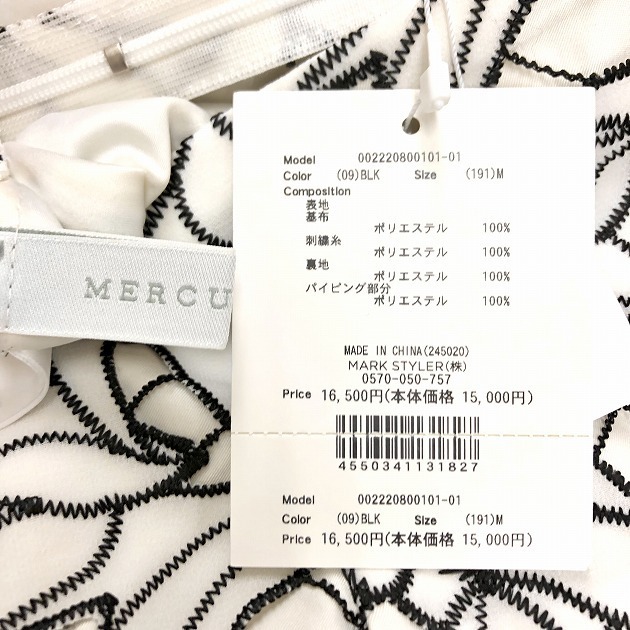 MERCU
Model 002220800101-01
Color (09)BLK Size (191)M
Composition
表地
基布
ポリエステル 100%
刺繍糸
ポリエステル 100%
裏地
ポリエステル 100%
パイピング部分
ポリエステル 100%
MADE IN CHINA(245020)
MARK STYLER(株)
0570-050-757
Price 16,500円(本体価格 15,000円)
4550341131827
Model 002220800101-01
Color (09)BLK Size (191)M
Price 16,500円(本体価格 15,000円)